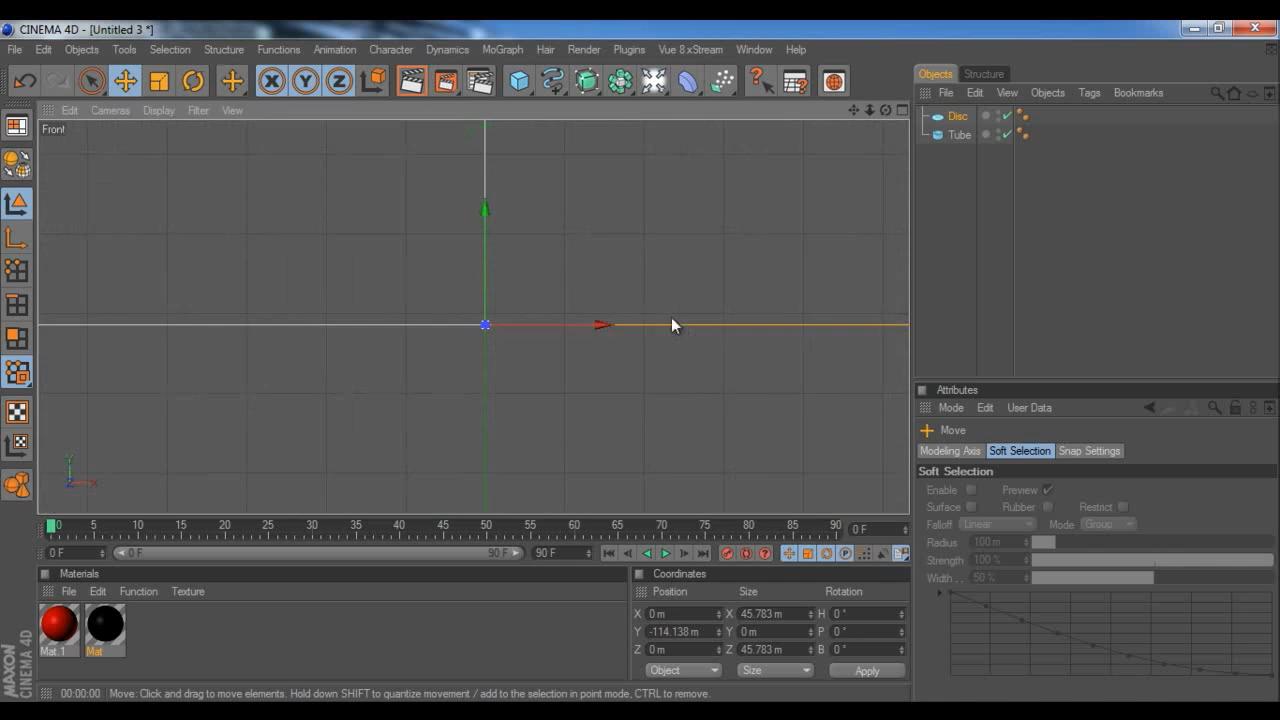 CINEMA 4D - [Untitled 3 *]
File Edit Objects Tools Selection Structure Functions Animation Character Dynamics MoGraph Hair Render Plugins Vue 8 xStream Window Help
X Y Z
Objects Structure
File Edit View Objects Tags Bookmarks
Edit Cameras Display Filter View
Disc
Front
Tube
Y
Z X
Attributes
Mode Edit User Data
Move
Modeling Axis Soft Selection Snap Settings
Soft Selection
Enable Preview
Surface Rubber Restrict
Falloff Linear Mode Group
Radius 100 m
Strength 100 %
Width . . 50 %
0 5 10 15 20 25 30 35 40 45 50 55 60 65 70 75 80 85 90 0 F
0 F 0 F 90 F 90 F
P
Materials
File Edit Function Texture
Mat.1 Mat
Coordinates
Position Size Rotation
X 0 m X 45.783 m H 0 °
Y -114.138 m Y 0 m P 0 °
Z 0 m Z 45.783 m B 0 °
Object Size Apply
MAXON
CINEMA 4D
00:00:00 Move: Click and drag to move elements. Hold down SHIFT to quantize movement / add to the selection in point mode, CTRL to remove.